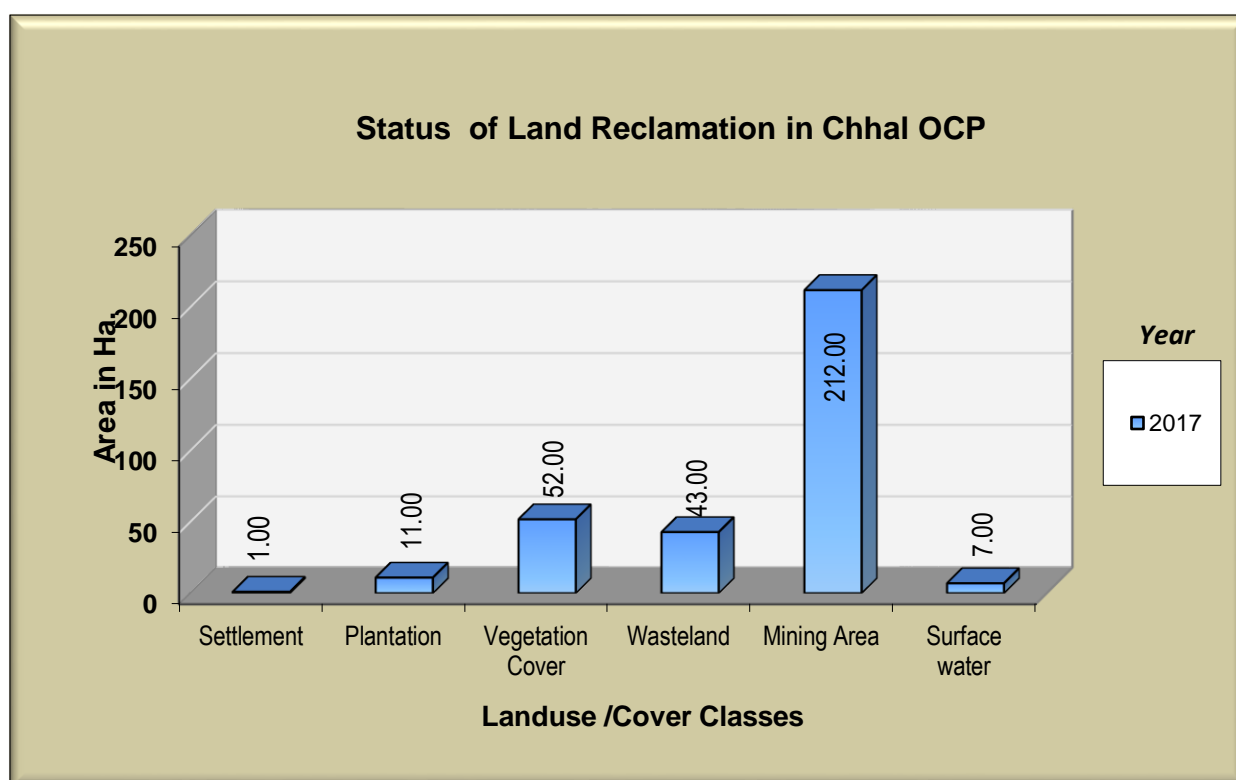 Status of Land Reclamation in Chhal OCP
Area in Ha.
250
200
150
100
50
0
1.00
11.00
52.00
43.00
212.00
7.00
Settlement
Plantation
Vegetation
Cover
Wasteland
Mining Area
Surface
water
Landuse /Cover Classes
Year
2017